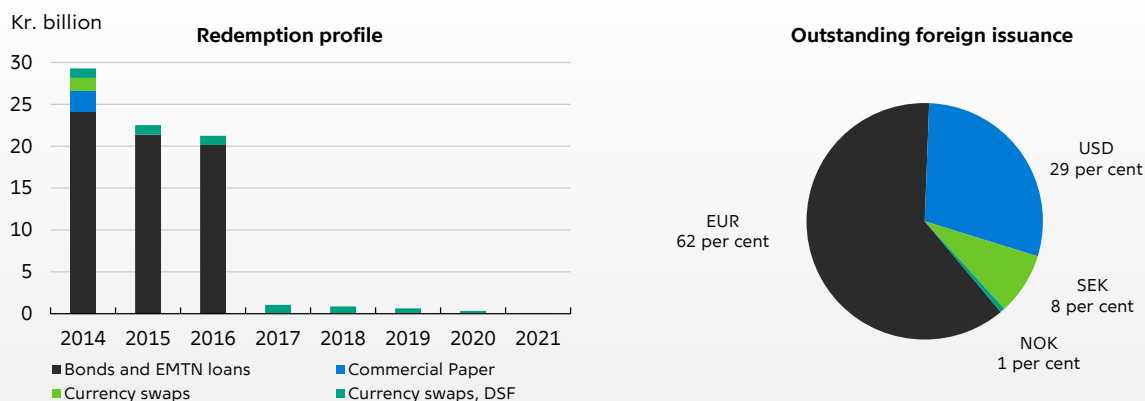 Kr. billion
Redemption profile
30
25
20
15
10
5
0
2014 2015 2016 2017 2018 2019 2020 2021
Bonds and EMTN loans
Commercial Paper
Currency swaps
Currency swaps, DSF
Outstanding foreign issuance
USD
29 per cent
EUR
62 per cent
SEK
8 per cent
NOK
1 per cent